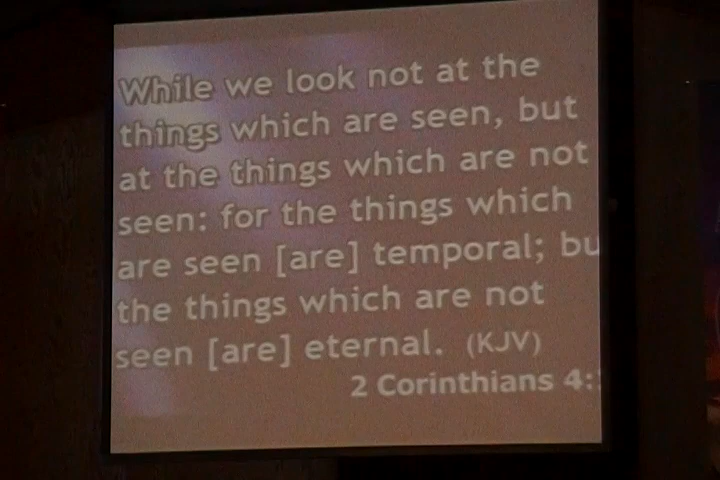 While we look not at the
things which are seen, but
at the things which are not
seen: for the things which
are seen [are] temporal; bu
the things which are not
seen [are] eternal. (KJV)
2 Corinthians 4: